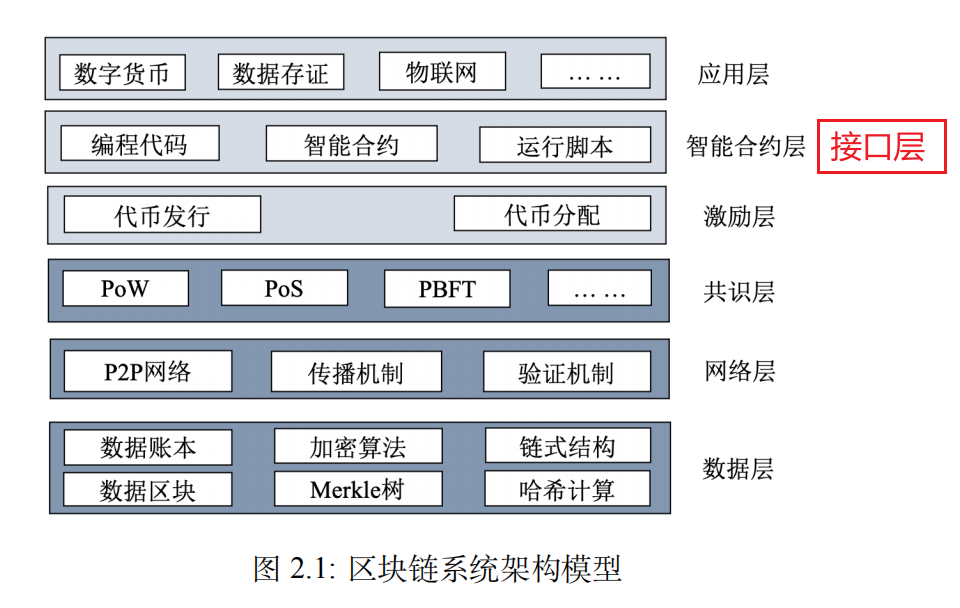 数字货币 数据存证 物联网 …… 应用层
编程代码 智能合约 运行脚本 智能合约层 接口层
代币发行 代币分配 激励层
PoW PoS PBFT …… 共识层
P2P网络 传播机制 验证机制 网络层
数据账本 加密算法 链式结构
数据层
数据区块 Merkle树 哈希计算
图 2.1: 区块链系统架构模型